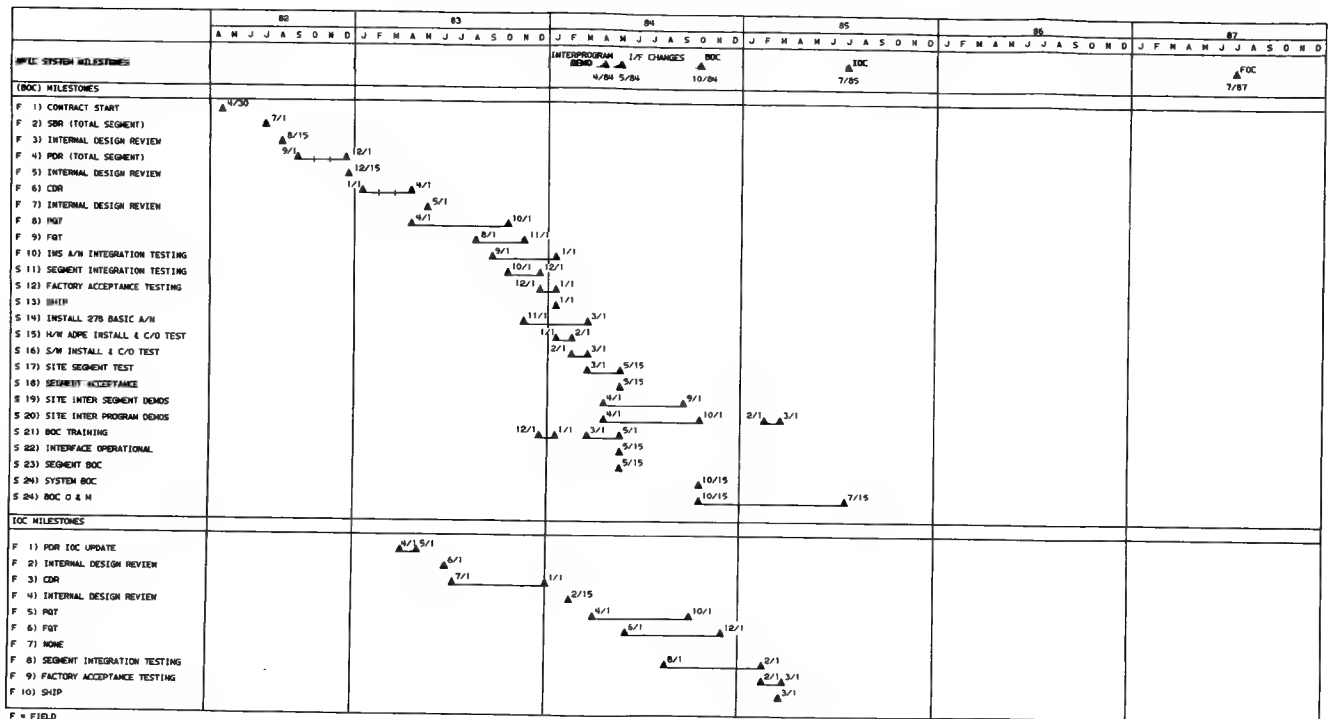 82 83 84 85 86 87
A M J J A S O N D J F M A M J J A S O N D J F M A M J J A S O N D J F M A M J J A S O N D J F M A M J J A S O N D J F M A M J J A S O N D
SYSTEM MILESTONES INTERPROGRAM DEMO 4/84 I/F CHANGES 5/84 BOC 10/84 IOC 7/85 FOC 7/87
(BOC) MILESTONES
F 1) CONTRACT START 4/30
F 2) SBR (TOTAL SEGMENT) 7/1
F 3) INTERNAL DESIGN REVIEW 8/15
F 4) PDR (TOTAL SEGMENT) 9/1 12/1
F 5) INTERNAL DESIGN REVIEW 12/15
F 6) CDR 1/1 4/1
F 7) INTERNAL DESIGN REVIEW 5/1
F 8) PQT 4/1 10/1
F 9) FQT 8/1 11/1
F 10) IWS A/N INTEGRATION TESTING 9/1 1/1
S 11) SEGMENT INTEGRATION TESTING 10/1 12/1
S 12) FACTORY ACCEPTANCE TESTING 12/1 1/1
S 13) SHIP 1/1
S 14) INSTALL 278 BASIC A/N 11/1 3/1
S 15) H/W ADPE INSTALL & C/O TEST 1/1 2/1
S 16) S/W INSTALL & C/O TEST 2/1 3/1
S 17) SITE SEGMENT TEST 3/1 5/15
S 18) SEGMENT ACCEPTANCE 5/15
S 19) SITE INTER SEGMENT DEMOS 4/1 9/1
S 20) SITE INTER PROGRAM DEMOS 4/1 10/1 2/1 3/1
S 21) BOC TRAINING 12/1 1/1 3/1 5/1
S 22) INTERFACE OPERATIONAL 5/15
S 23) SEGMENT BOC 5/15
S 24) SYSTEM BOC 10/15
S 24) BOC O & M 10/15 7/15
IOC MILESTONES
F 1) PDR IOC UPDATE 4/1 5/1
F 2) INTERNAL DESIGN REVIEW 6/1
F 3) CDR 7/1 1/1
F 4) INTERNAL DESIGN REVIEW 2/15
F 5) PQT 4/1 10/1
F 6) FQT 6/1 12/1
F 7) NONE
F 8) SEGMENT INTEGRATION TESTING 8/1 2/1
F 9) FACTORY ACCEPTANCE TESTING 2/1 3/1
F 10) SHIP 3/1
F = FIELD